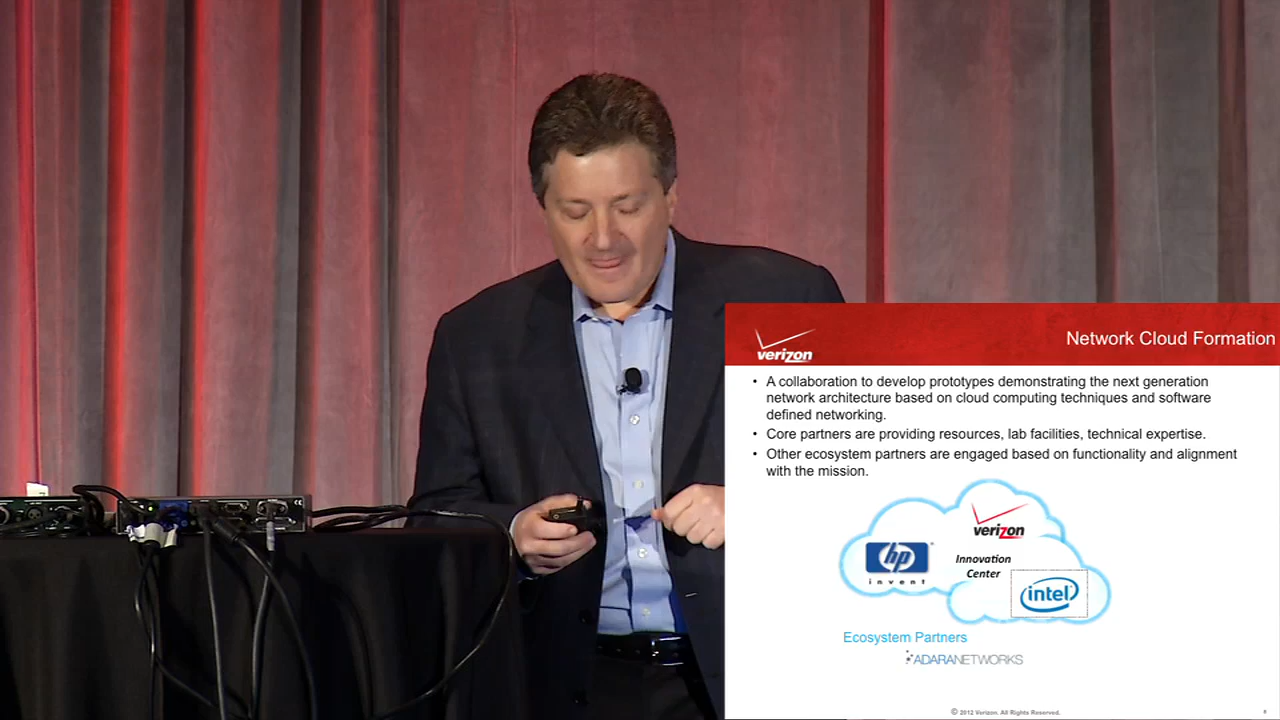 verizon
Network Cloud Formation
• A collaboration to develop prototypes demonstrating the next generation
network architecture based on cloud computing techniques and software
defined networking.
• Core partners are providing resources, lab facilities, technical expertise.
• Other ecosystem partners are engaged based on functionality and alignment
with the mission.
verizon
hp
invent
Innovation
Center
intel
Ecosystem Partners
ADARANETWORKS
© 2012 Verizon. All Rights Reserved.